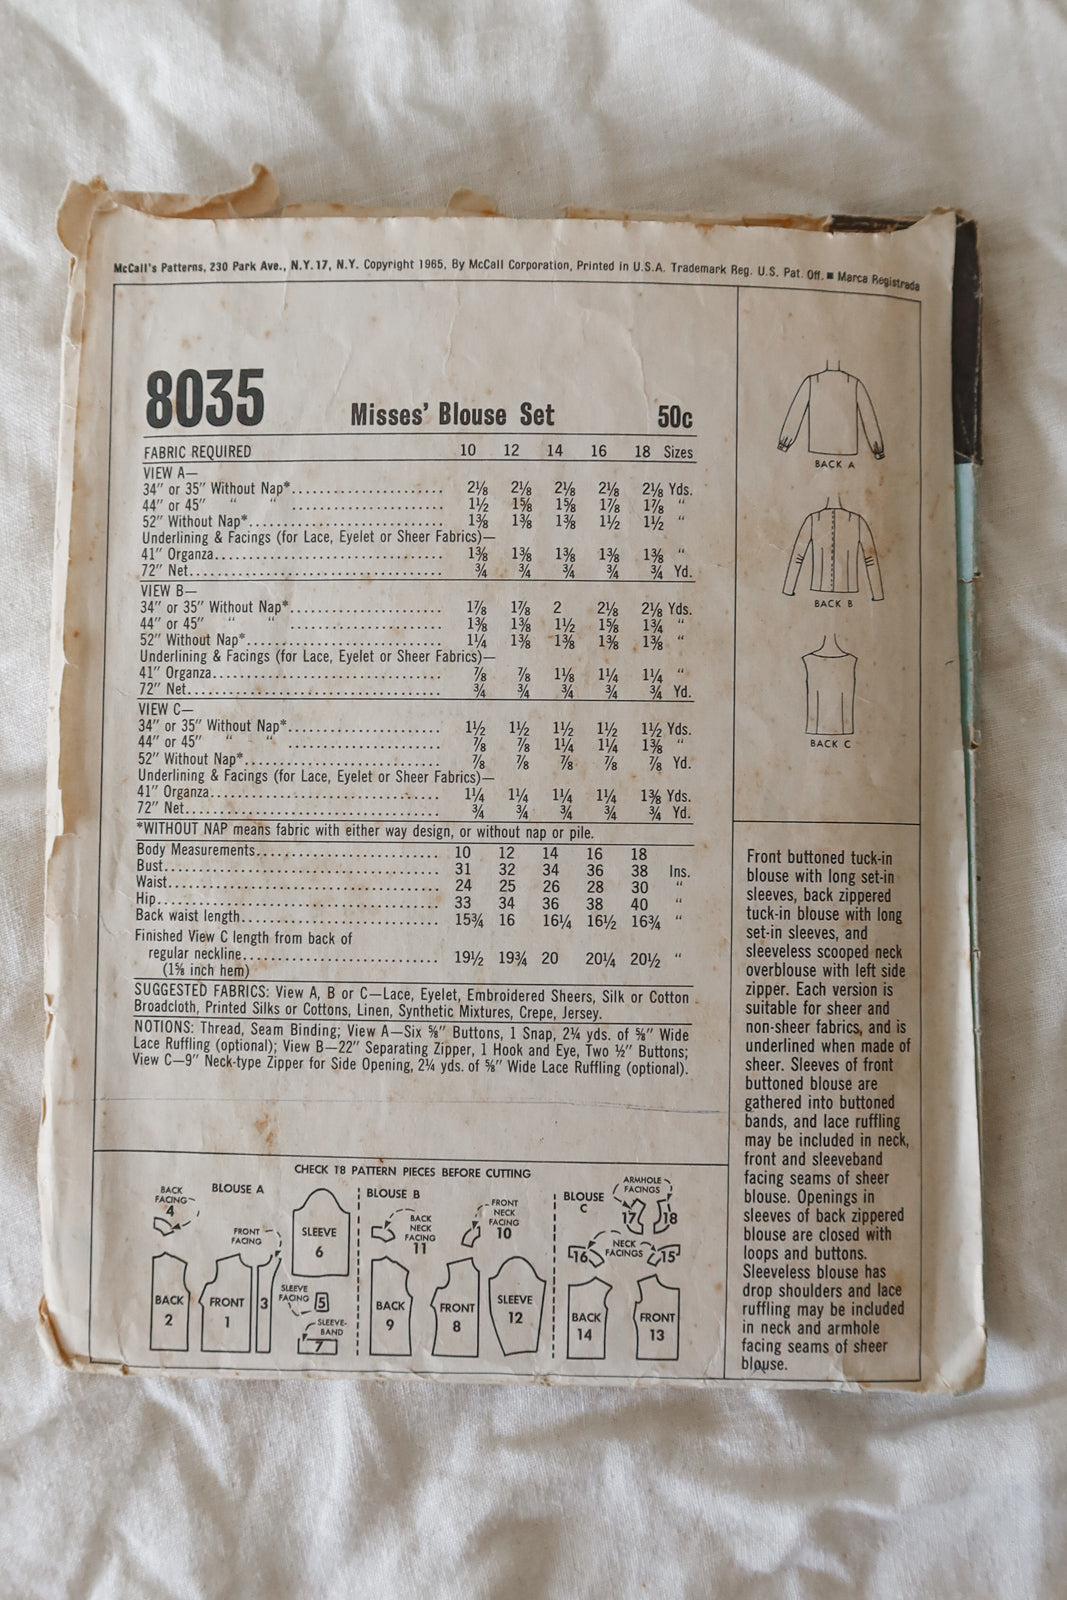 McCall's Patterns, 230 Park Ave., N.Y. 17, N.Y. Copyright 1965, By McCall Corporation, Printed in U.S.A. Trademark Reg. U.S. Pat. Off. ■ Marca Registrada
8035 Misses' Blouse Set 50c
FABRIC REQUIRED 10 12 14 16 18 Sizes
VIEW A—
34″ or 35″ Without Nap*........................ 2⅛ 2⅛ 2⅛ 2⅛ 2⅛ Yds.
44″ or 45″ “ “ ........................ 1½ 1⅝ 1⅝ 1⅞ 1⅞ “
52″ Without Nap*.............................. 1⅜ 1⅜ 1⅜ 1½ 1½ “
Underlining & Facings (for Lace, Eyelet or Sheer Fabrics)—
41″ Organza.................................... 1⅜ 1⅜ 1⅜ 1⅜ 1⅜ “
72″ Net........................................ ¾ ¾ ¾ ¾ ¾ Yd.
VIEW B—
34″ or 35″ Without Nap*........................ 1⅞ 1⅞ 2 2⅛ 2⅛ Yds.
44″ or 45″ “ “ ........................ 1⅜ 1⅜ 1½ 1⅝ 1¾ “
52″ Without Nap*.............................. 1¼ 1⅜ 1⅜ 1⅜ 1⅜ “
Underlining & Facings (for Lace, Eyelet or Sheer Fabrics)—
41″ Organza.................................... ⅞ ⅞ 1⅛ 1¼ 1¼ “
72″ Net........................................ ¾ ¾ ¾ ¾ ¾ Yd.
VIEW C—
34″ or 35″ Without Nap*........................ 1½ 1½ 1½ 1½ 1½ Yds.
44″ or 45″ “ “ ........................ ⅞ ⅞ 1¼ 1¼ 1⅜ “
52″ Without Nap*.............................. ⅞ ⅞ ⅞ ⅞ ⅞ Yd.
Underlining & Facings (for Lace, Eyelet or Sheer Fabrics)—
41″ Organza.................................... 1¼ 1¼ 1¼ 1¼ 1⅜ Yds.
72″ Net........................................ ¾ ¾ ¾ ¾ ¾ Yd.
*WITHOUT NAP means fabric with either way design, or without nap or pile.
Body Measurements............................ 10 12 14 16 18
Bust........................................... 31 32 34 36 38 Ins.
Waist.......................................... 24 25 26 28 30 “
Hip............................................ 33 34 36 38 40 “
Back waist length.............................. 15¾ 16 16¼ 16½ 16¾ “
Finished View C length from back of
regular neckline............................... 19½ 19¾ 20 20¼ 20½ “
(1⅝ inch hem)
SUGGESTED FABRICS: View A, B or C—Lace, Eyelet, Embroidered Sheers, Silk or Cotton
Broadcloth, Printed Silks or Cottons, Linen, Synthetic Mixtures, Crepe, Jersey.
NOTIONS: Thread, Seam Binding; View A—Six ⅝″ Buttons, 1 Snap, 2¼ yds. of ⅝″ Wide
Lace Ruffling (optional); View B—22″ Separating Zipper, 1 Hook and Eye, Two ½″ Buttons;
View C—9″ Neck-type Zipper for Side Opening, 2¼ yds. of ⅝″ Wide Lace Ruffling (optional).
BACK A
BACK B
BACK C
Front buttoned tuck-in
blouse with long set-in
sleeves, back zippered
tuck-in blouse with long
set-in sleeves, and
sleeveless scooped neck
overblouse with left side
zipper. Each version is
suitable for sheer and
non-sheer fabrics, and is
underlined when made of
sheer. Sleeves of front
buttoned blouse are
gathered into buttoned
bands, and lace ruffling
may be included in neck,
front and sleeveband
facing seams of sheer
blouse. Openings in
sleeves of back zippered
blouse are closed with
loops and buttons.
Sleeveless blouse has
drop shoulders and lace
ruffling may be included
in neck and armhole
facing seams of sheer
blouse.
CHECK 18 PATTERN PIECES BEFORE CUTTING
BLOUSE A
BACK
FACING
4
FRONT
FACING
SLEEVE
6
BACK
2
FRONT
1
3
SLEEVE
FACING
5
SLEEVE-
BAND
7
BLOUSE B
BACK
NECK
FACING
11
FRONT
NECK
FACING
10
BACK
9
FRONT
8
SLEEVE
12
BLOUSE
C
ARMHOLE
FACINGS
17 18
NECK
FACINGS
16 15
BACK
14
FRONT
13